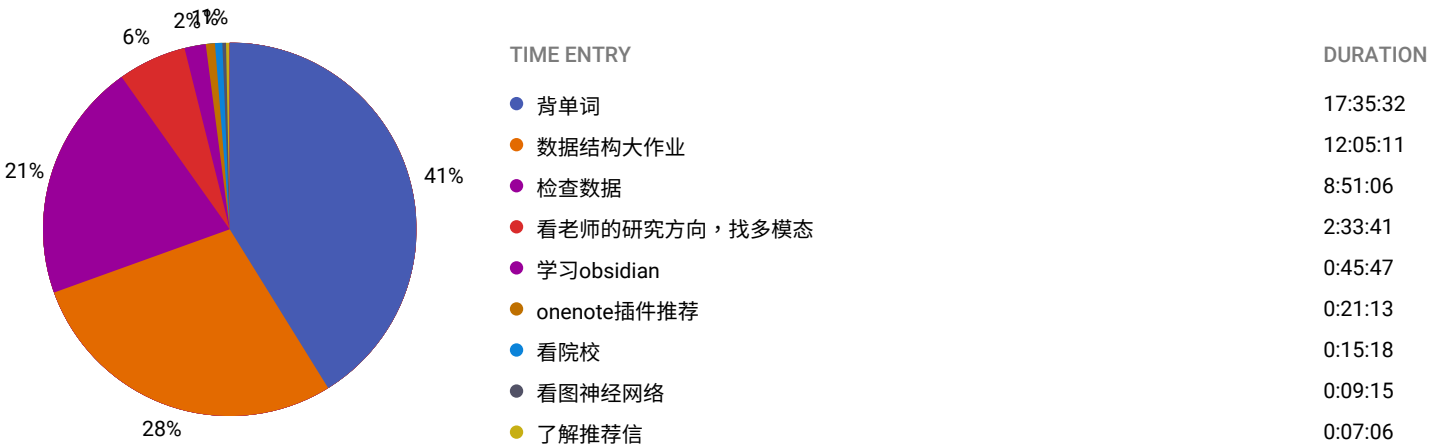 2%
1%
1%
6%
21%
41%
28%
TIME ENTRY DURATION
背单词 17:35:32
数据结构大作业 12:05:11
检查数据 8:51:06
看老师的研究方向，找多模态 2:33:41
学习obsidian 0:45:47
onenote插件推荐 0:21:13
看院校 0:15:18
看图神经网络 0:09:15
了解推荐信 0:07:06